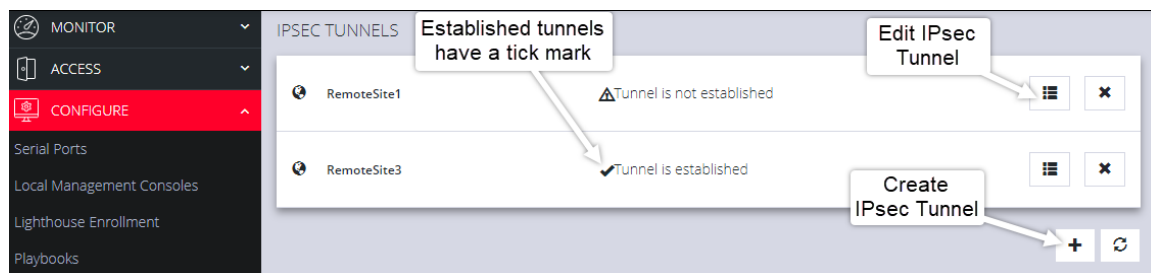 MONITOR
ACCESS
CONFIGURE
Serial Ports
Local Management Consoles
Lighthouse Enrollment
Playbooks
IPSEC TUNNELS
Established tunnels
have a tick mark
Edit IPsec
Tunnel
RemoteSite1
Tunnel is not established
RemoteSite3
Tunnel is established
Create
IPsec Tunnel